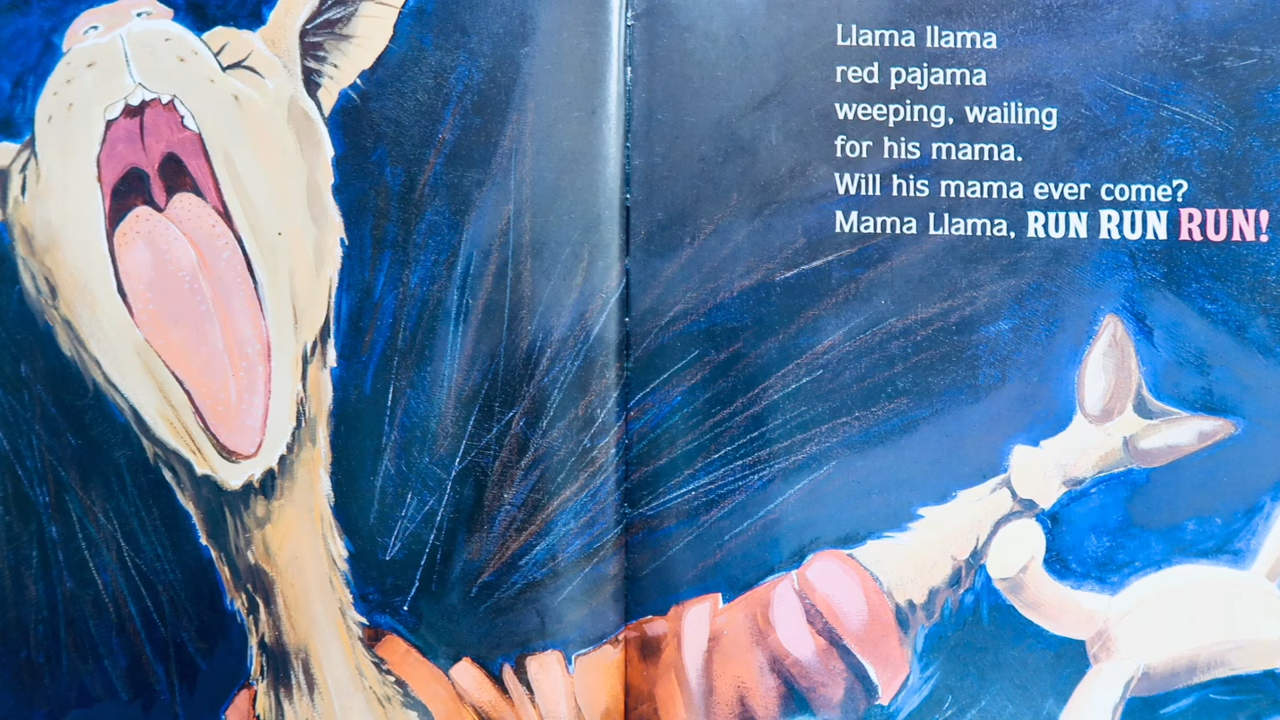 Llama llama
red pajama
weeping, wailing
for his mama.
Will his mama ever come?
Mama Llama, RUN RUN RUN!